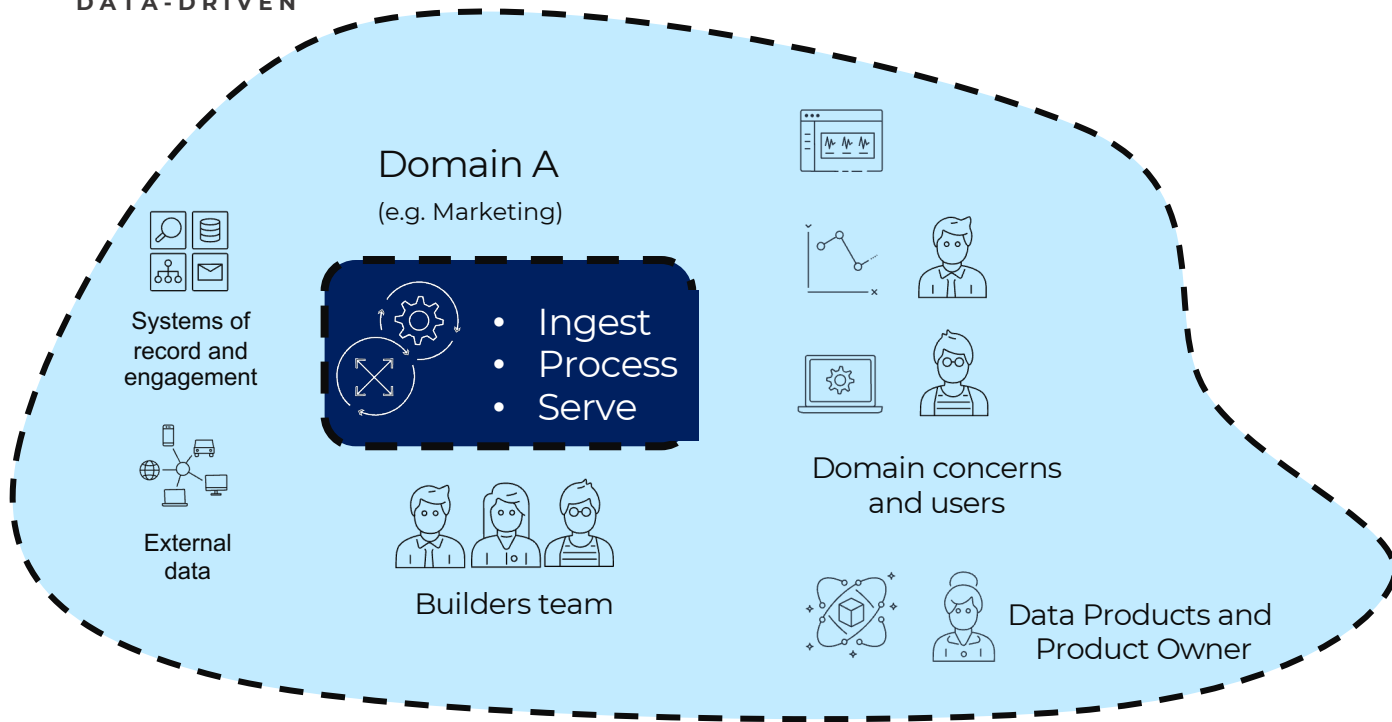 DATA-DRIVEN
Domain A
(e.g. Marketing)
Systems of
record and
engagement
External
data
• Ingest
• Process
• Serve
Builders team
Domain concerns
and users
Data Products and
Product Owner